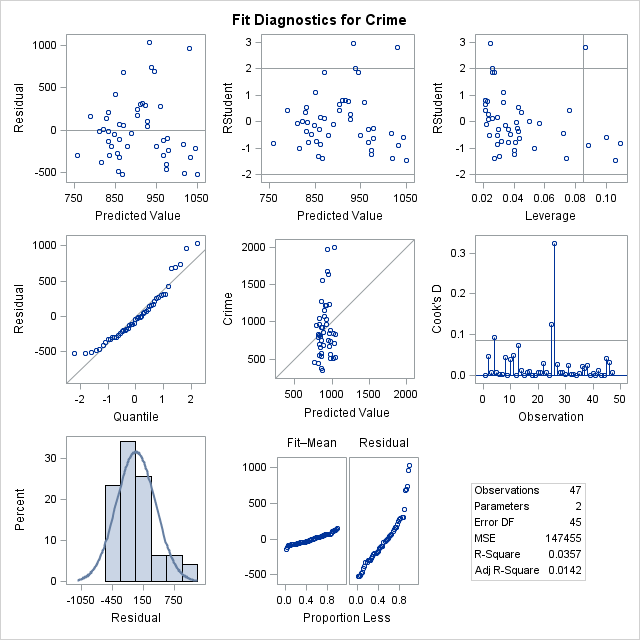 Fit Diagnostics for Crime
1000
500
0
-500
Residual
750 850 950 1050
Predicted Value
3
2
1
0
-1
-2
RStudent
750 850 950 1050
Predicted Value
3
2
1
0
-1
-2
RStudent
0.02 0.04 0.06 0.08 0.10
Leverage
1000
500
0
-500
Residual
-2 -1 0 1 2
Quantile
2000
1500
1000
500
Crime
500 1000 1500 2000
Predicted Value
0.3
0.2
0.1
0.0
Cook's D
0 10 20 30 40 50
Observation
30
20
10
0
Percent
-1050 -450 150 750
Residual
Fit–Mean Residual
1000
500
0
-500
0.0 0.4 0.8 0.0 0.4 0.8
Proportion Less
Observations 47
Parameters 2
Error DF 45
MSE 147455
R-Square 0.0357
Adj R-Square 0.0142